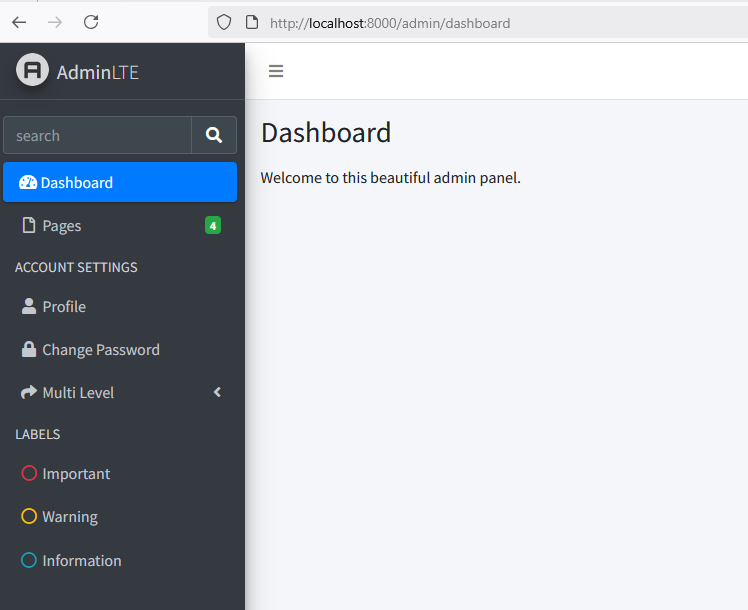 http://localhost:8000/admin/dashboard
AdminLTE
search
Dashboard
Pages 4
ACCOUNT SETTINGS
Profile
Change Password
Multi Level
LABELS
Important
Warning
Information
Dashboard
Welcome to this beautiful admin panel.